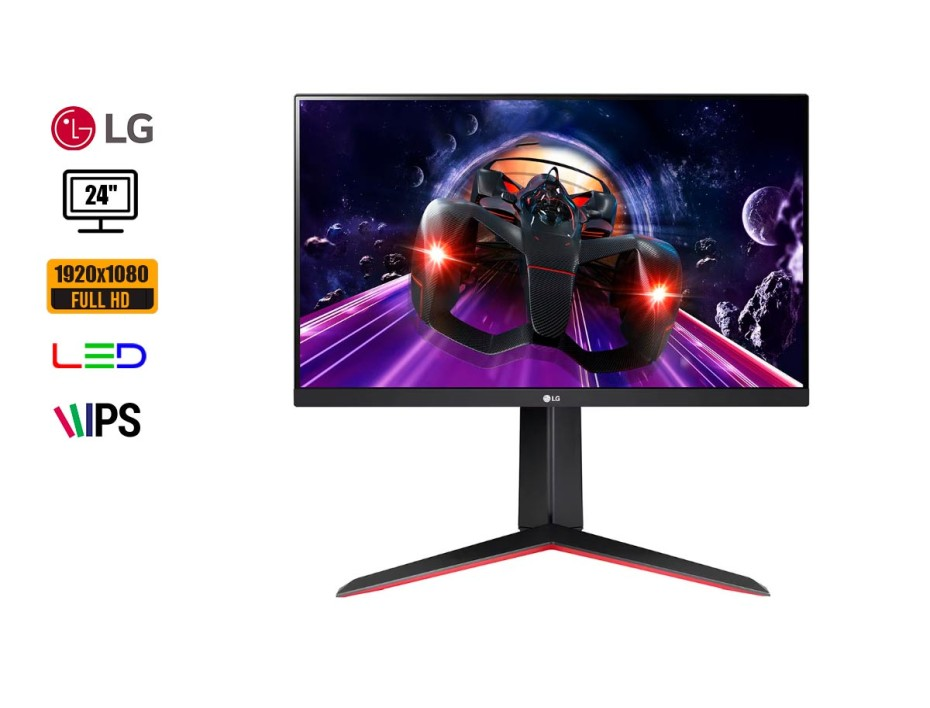 LG
24"
1920x1080
FULL HD
LED
IPS
LG